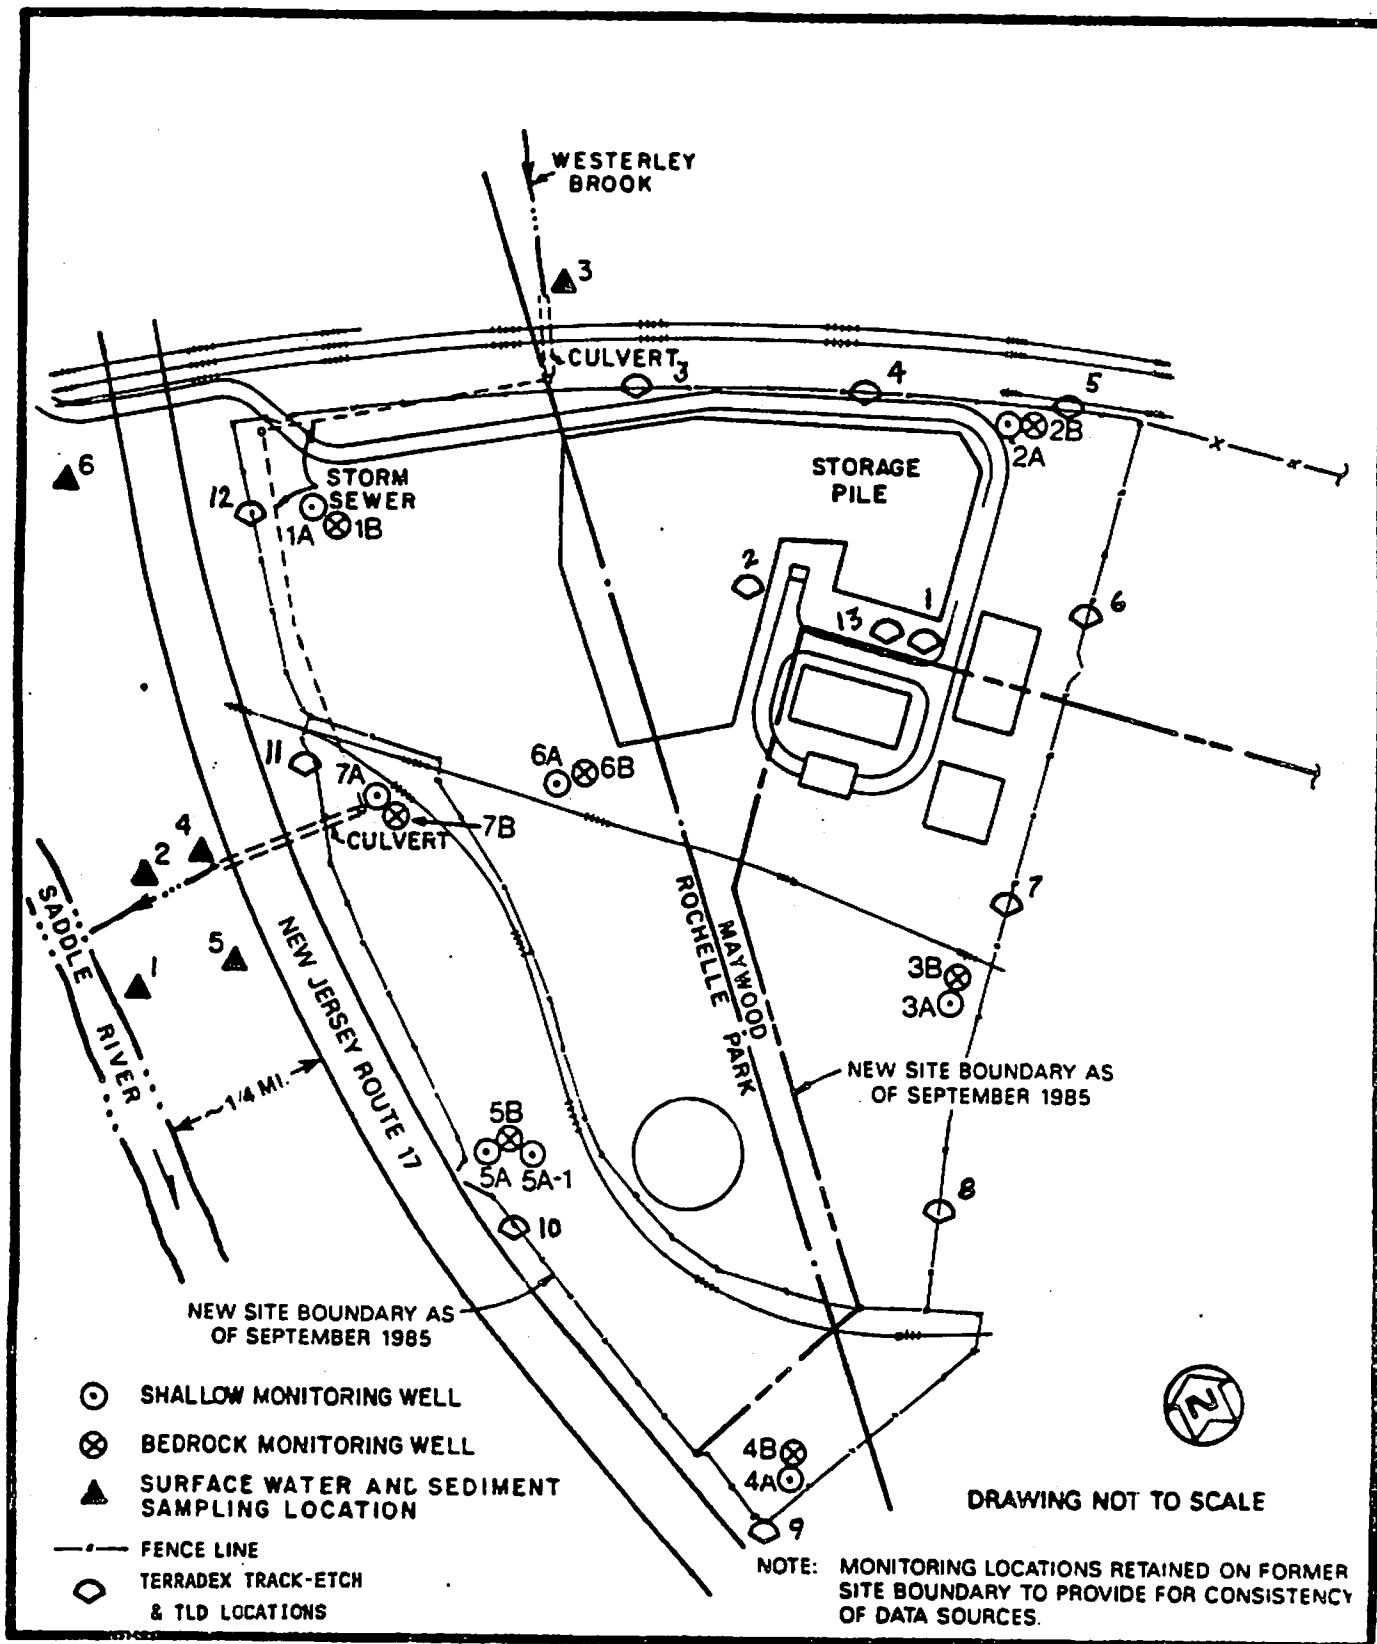 WESTERLEY
BROOK
3
CULVERT
3
4
5
2B
2A
6
STORM
SEWER
12
1A
1B
STORAGE
PILE
2
13
1
6
11
7A
6A
6B
7B
CULVERT
4
2
SADDLE
RIVER
5
1
NEW JERSEY ROUTE 17
~1/4 MI.
ROCHELLE PARK
MAYWOOD
7
3B
3A
NEW SITE BOUNDARY AS
OF SEPTEMBER 1985
5B
5A
5A-1
10
8
NEW SITE BOUNDARY AS
OF SEPTEMBER 1985
SHALLOW MONITORING WELL
BEDROCK MONITORING WELL
SURFACE WATER AND SEDIMENT
SAMPLING LOCATION
FENCE LINE
TERRADEX TRACK-ETCH
& TLD LOCATIONS
4B
4A
9
N
DRAWING NOT TO SCALE
NOTE: MONITORING LOCATIONS RETAINED ON FORMER
SITE BOUNDARY TO PROVIDE FOR CONSISTENCY
OF DATA SOURCES.